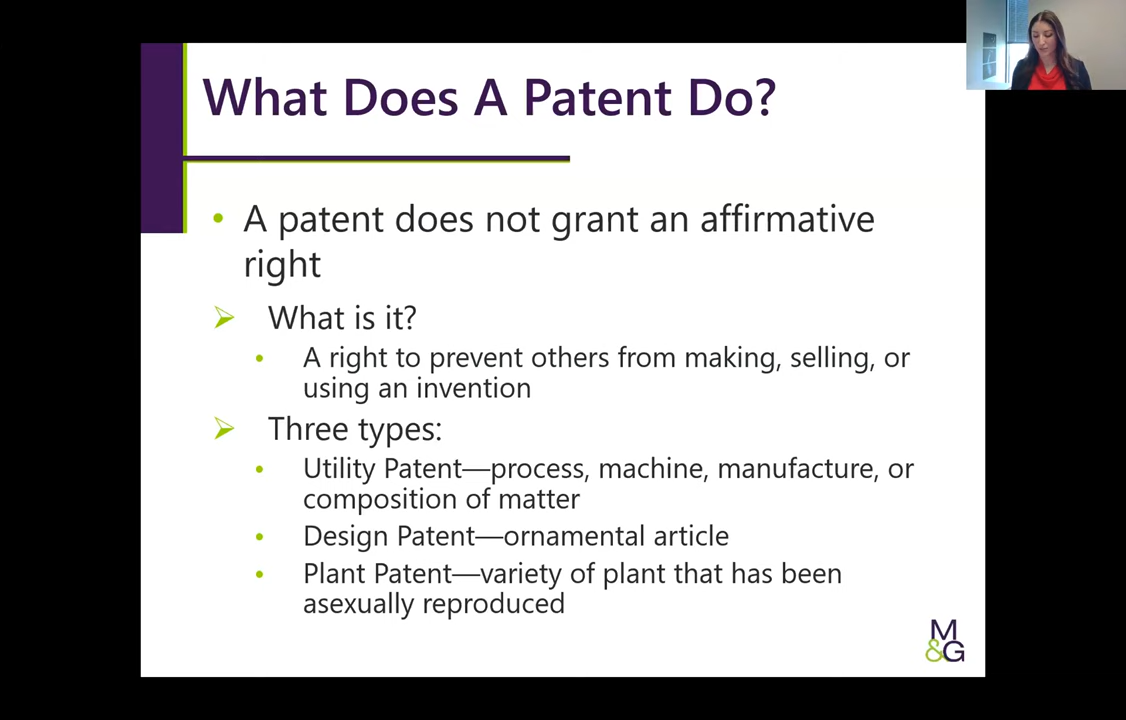 What Does A Patent Do?
• A patent does not grant an affirmative
right
➢ What is it?
• A right to prevent others from making, selling, or
using an invention
➢ Three types:
• Utility Patent—process, machine, manufacture, or
composition of matter
• Design Patent—ornamental article
• Plant Patent—variety of plant that has been
asexually reproduced
M
&G